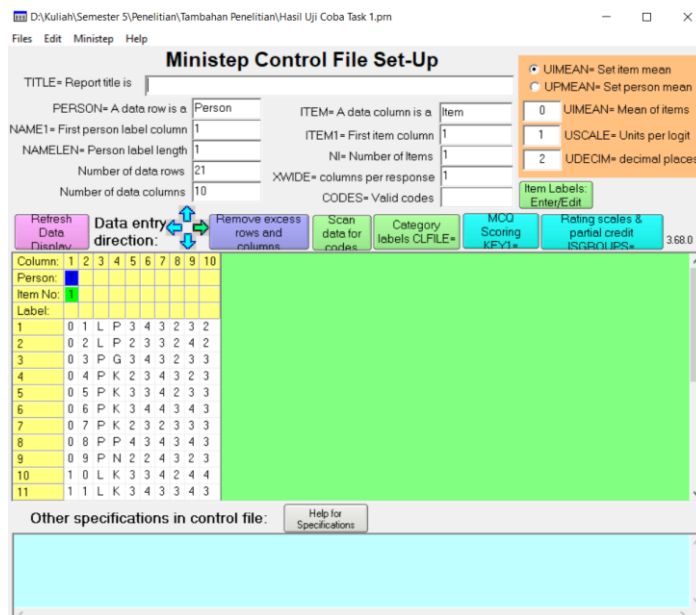 D:\Kuliah\Semester 5\Penelitian\Tambahan Penelitian\Hasil Uji Coba Task 1.prn
Files Edit Ministep Help
Ministep Control File Set-Up
TITLE= Report title is
UIMEAN= Set item mean
UPMEAN= Set person mean
PERSON= A data row is a Person
ITEM= A data column is a Item
0 UIMEAN= Mean of items
NAME1= First person label column 1
ITEM1= First item column 1
1 USCALE= Units per logit
NAMELEN= Person label length 1
NI= Number of Items 1
2 UDECIM= decimal places
Number of data rows 21
XWIDE= columns per response 1
Number of data columns 10
CODES= Valid codes
Item Labels:
Enter/Edit
Refresh
Data
Display
Data entry
direction:
Remove excess
rows and
columns
Scan
data for
codes
Category
labels CLFILE=
MCQ
Scoring
KEY1=
Rating scales &
partial credit
ISGROUPS=
3.68.0
Column: 1 2 3 4 5 6 7 8 9 10
Person: 1
Item No: 1
Label:
1 0 1 L P 3 4 3 2 3 2
2 0 2 L P 2 3 3 2 4 2
3 0 3 P G 3 4 3 2 3 3
4 0 4 P K 2 3 4 3 2 3
5 0 5 P K 3 3 4 2 3 3
6 0 6 P K 3 4 4 3 4 3
7 0 7 P K 2 3 2 3 3 3
8 0 8 P P 4 3 4 3 4 3
9 0 9 P N 2 2 4 3 2 3
10 1 0 L K 3 3 4 2 4 4
11 1 1 L K 3 4 3 3 4 3
Other specifications in control file:
Help for
Specifications